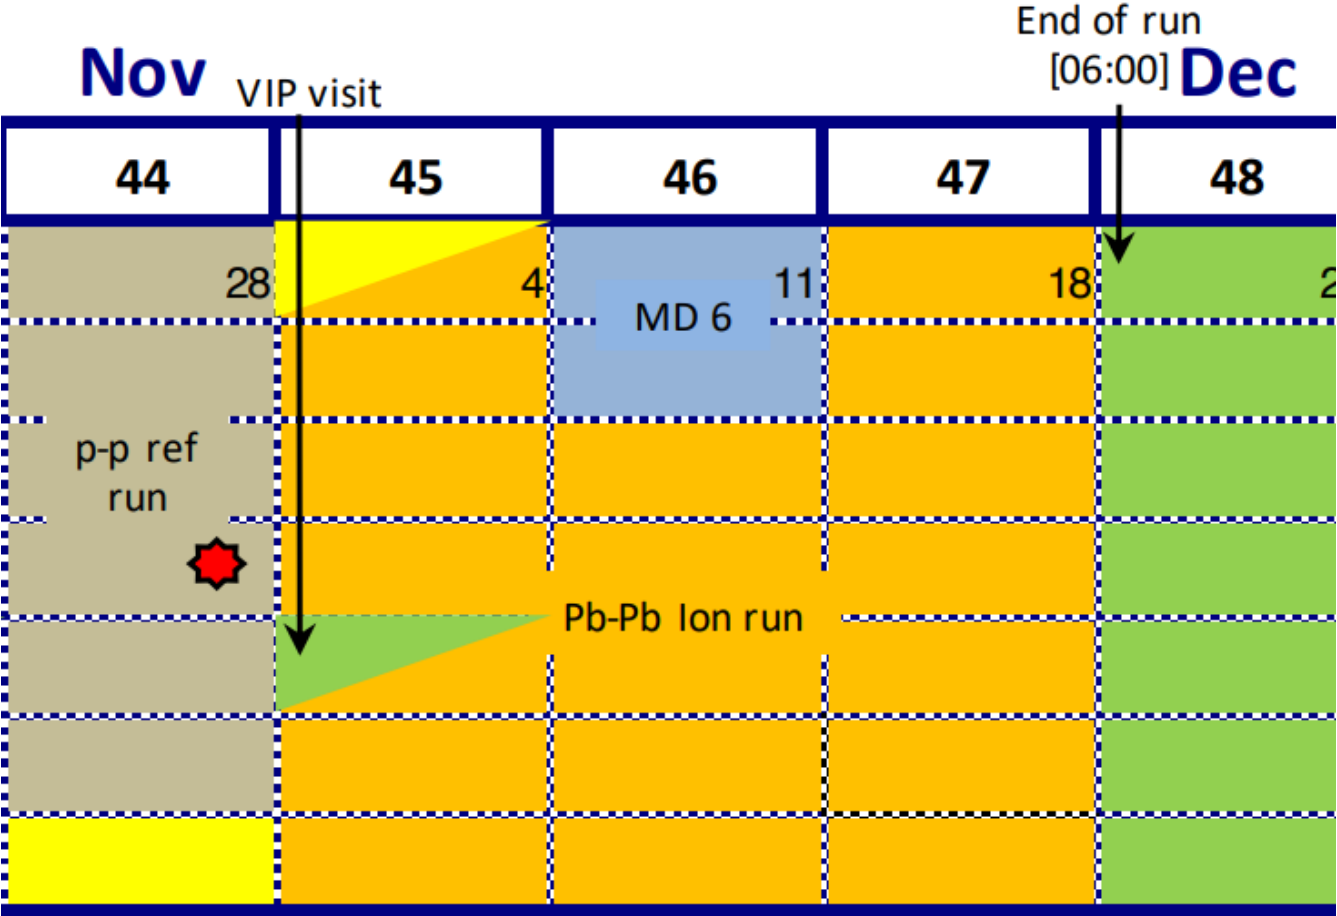 End of run
Nov VIP visit [06:00] Dec
44 45 46 47 48
28 4 11 18 2
MD 6
p-p ref
run
Pb-Pb Ion run